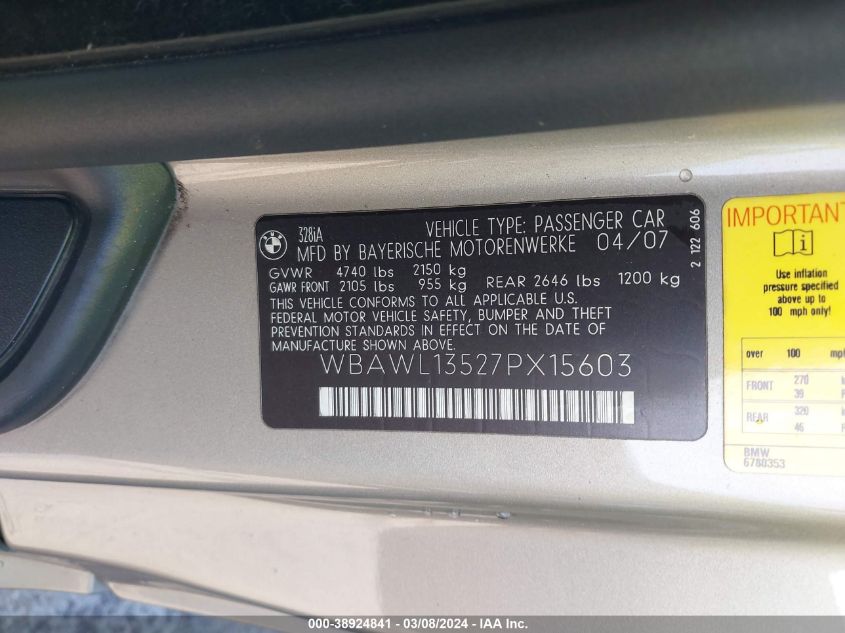 BMW
328iA VEHICLE TYPE: PASSENGER CAR
MFD BY BAYERISCHE MOTORENWERKE 04/07
GVWR 4740 lbs 2150 kg
GAWR FRONT 2105 lbs 955 kg REAR 2646 lbs 1200 kg
THIS VEHICLE CONFORMS TO ALL APPLICABLE U.S.
FEDERAL MOTOR VEHICLE SAFETY, BUMPER AND THEFT
PREVENTION STANDARDS IN EFFECT ON THE DATE OF
MANUFACTURE SHOWN ABOVE.
WBAWL13527PX15603
2 122 606
IMPORTANT
Use inflation
pressure specified
above up to
100 mph only!
over 100 mph
FRONT 270
39
REAR 320
46
BMW
6780353
000-38924841 - 03/08/2024 - IAA, Inc.